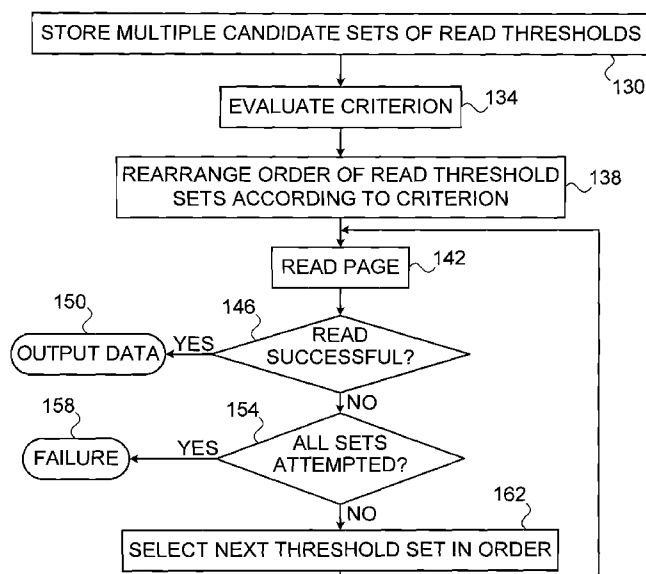 STORE MULTIPLE CANDIDATE SETS OF READ THRESHOLDS
130
EVALUATE CRITERION
134
REARRANGE ORDER OF READ THRESHOLD
SETS ACCORDING TO CRITERION
138
READ PAGE
142
150
146
OUTPUT DATA
YES
READ
SUCCESSFUL?
NO
158
154
FAILURE
YES
ALL SETS
ATTEMPTED?
NO
162
SELECT NEXT THRESHOLD SET IN ORDER